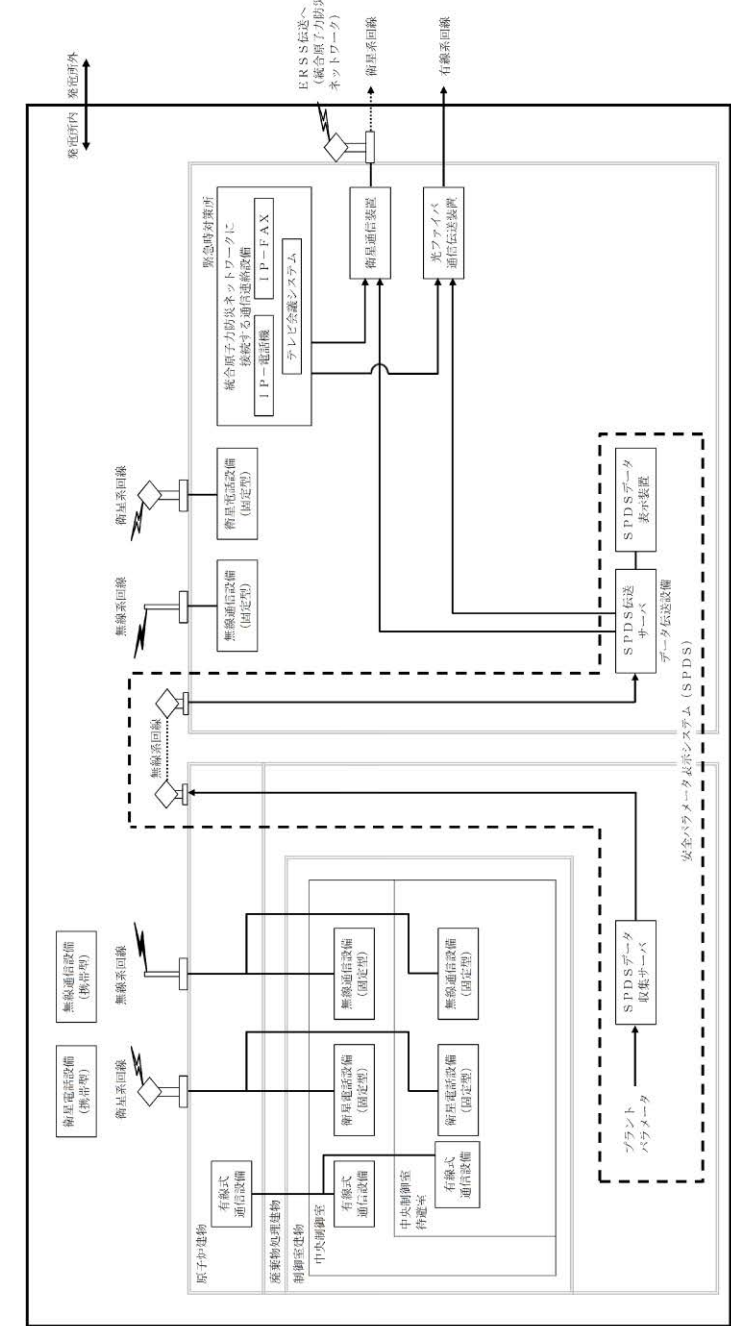 発電所内
発電所外
ERSS伝送へ
(統合原子力防災
ネットワーク)
衛星系回線
有線系回線
緊急時対策所
統合原子力防災ネットワークに
接続する通信連絡設備
IP-電話機
IP-FAX
テレビ会議システム
衛星通信装置
光ファイバ
通信伝送装置
衛星系回線
衛星電話設備
(固定型)
無線系回線
無線通信設備
(固定型)
SPDSデータ
表示装置
SPDS伝送
サーバ
データ伝送設備
無線系回線
安全パラメータ表示システム(SPDS)
無線通信設備
(携帯型)
無線系回線
無線通信設備
(固定型)
無線通信設備
(固定型)
SPDSデータ
収集サーバ
衛星電話設備
(携帯型)
衛星系回線
衛星電話設備
(固定型)
衛星電話設備
(固定型)
プラント
パラメータ
有線式
通信設備
有線式
通信設備
有線式
通信設備
原子炉建物
廃棄物処理建物
制御室建物
中央制御室
中央制御室
待避室